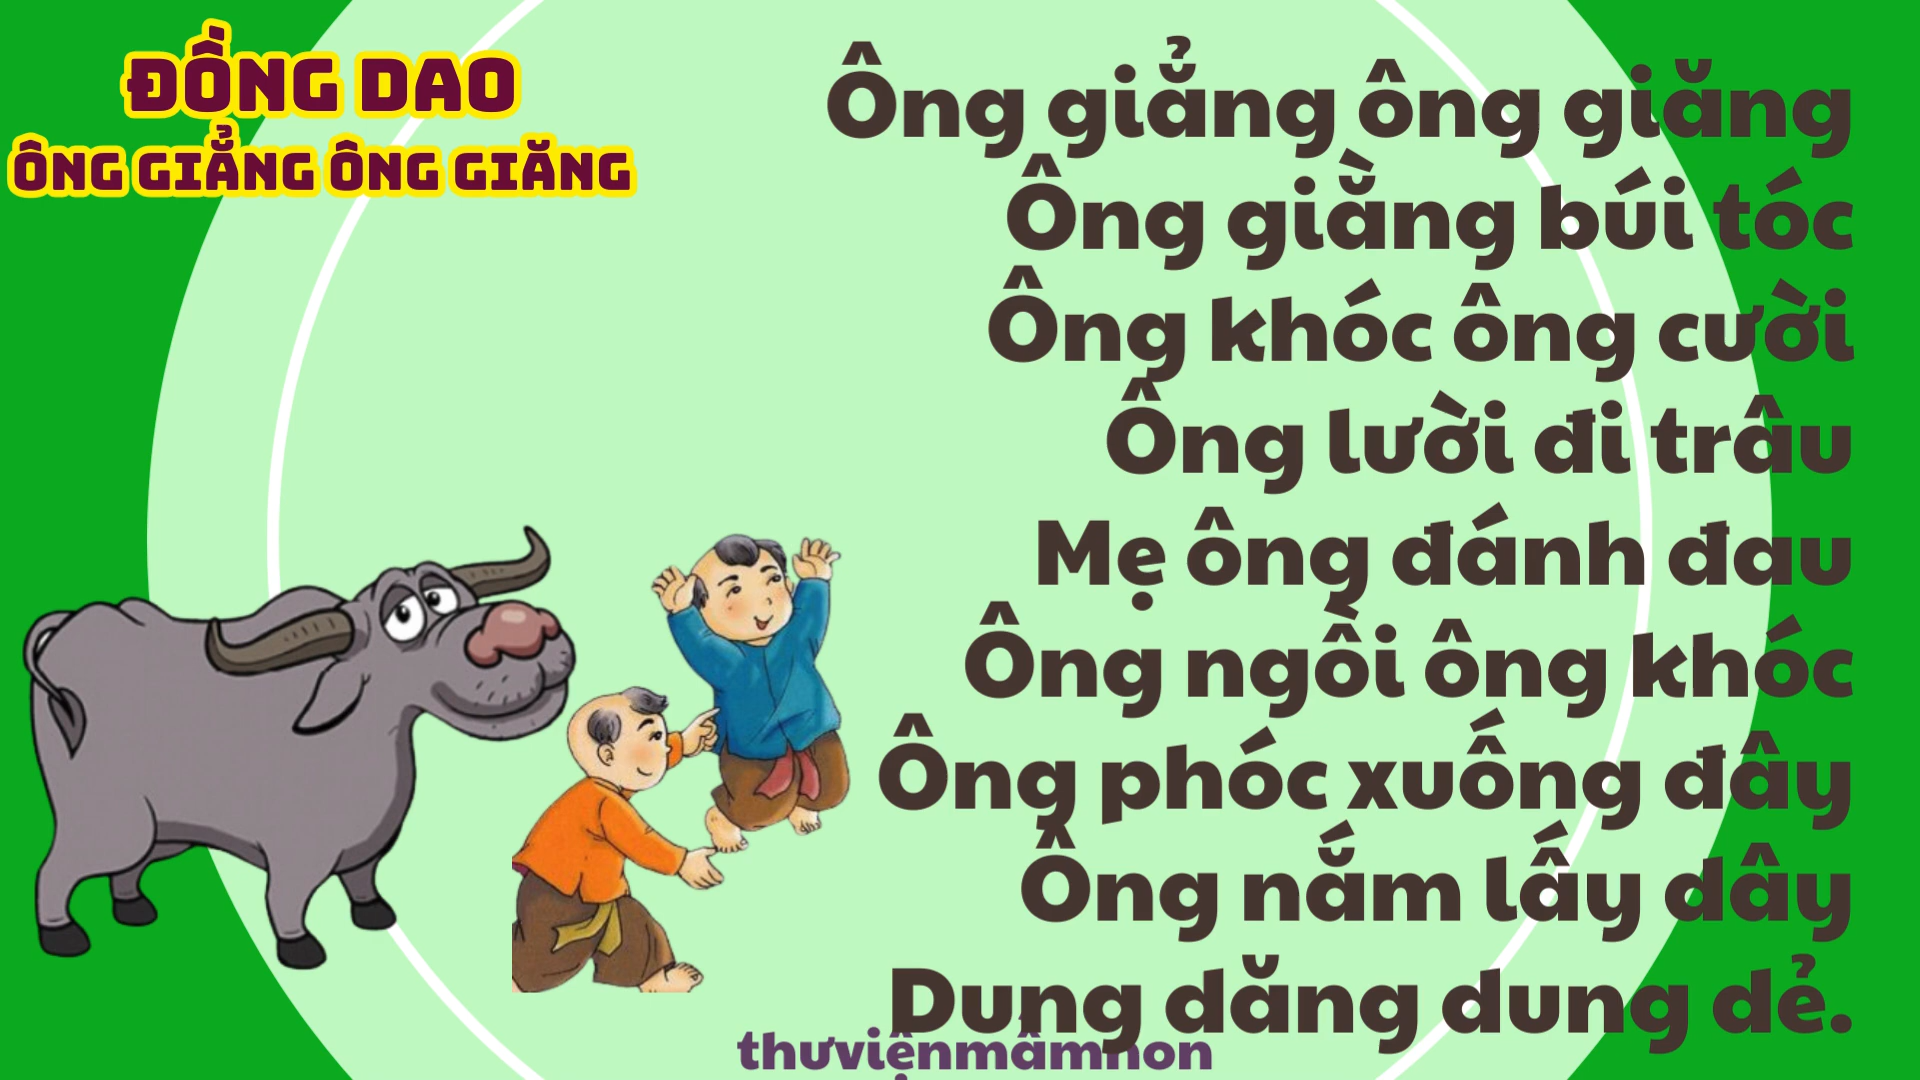 ĐỒNG DAO
ÔNG GIẲNG ÔNG GIĂNG
Ông giẳng ông giăng
Ông giằng búi tóc
Ông khóc ông cười
Ông lười đi trâu
Mẹ ông đánh đau
Ông ngồi ông khóc
Ông phóc xuống đây
Ông nắm lấy dây
Dung dăng dung dẻ.
thưviệnmâmnon